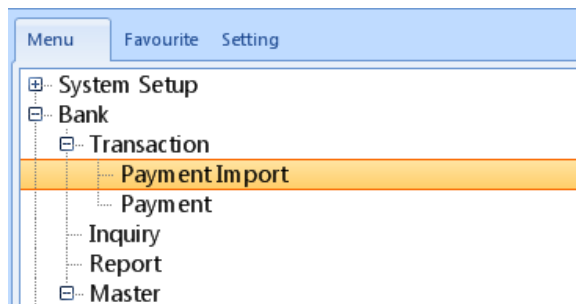 Menu Favourite Setting
System Setup
Bank
Transaction
Payment Import
Payment
Inquiry
Report
Master